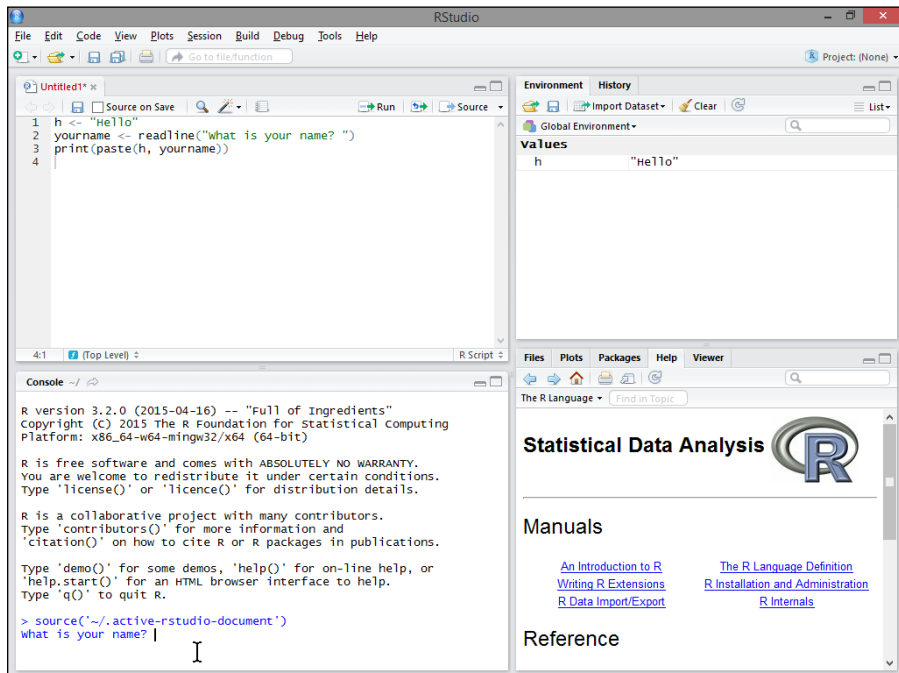 RStudio
File Edit Code View Plots Session Build Debug Tools Help
Go to file/function
Project: (None)
Untitled1*
Source on Save
Run
Source
1 h <- "Hello"
2 yourname <- readline("What is your name? ")
3 print(paste(h, yourname))
4
4:1 (Top Level)
R Script
Console ~/
R version 3.2.0 (2015-04-16) -- "Full of Ingredients"
Copyright (C) 2015 The R Foundation for Statistical Computing
Platform: x86_64-w64-mingw32/x64 (64-bit)
R is free software and comes with ABSOLUTELY NO WARRANTY.
You are welcome to redistribute it under certain conditions.
Type 'license()' or 'licence()' for distribution details.
R is a collaborative project with many contributors.
Type 'contributors()' for more information and
'citation()' on how to cite R or R packages in publications.
Type 'demo()' for some demos, 'help()' for on-line help, or
'help.start()' for an HTML browser interface to help.
Type 'q()' to quit R.
> source('~/.active-rstudio-document')
What is your name?
Environment History
Import Dataset Clear List
Global Environment
Values
h "Hello"
Files Plots Packages Help Viewer
The R Language Find in Topic
Statistical Data Analysis R
Manuals
An Introduction to R The R Language Definition
Writing R Extensions R Installation and Administration
R Data Import/Export R Internals
Reference